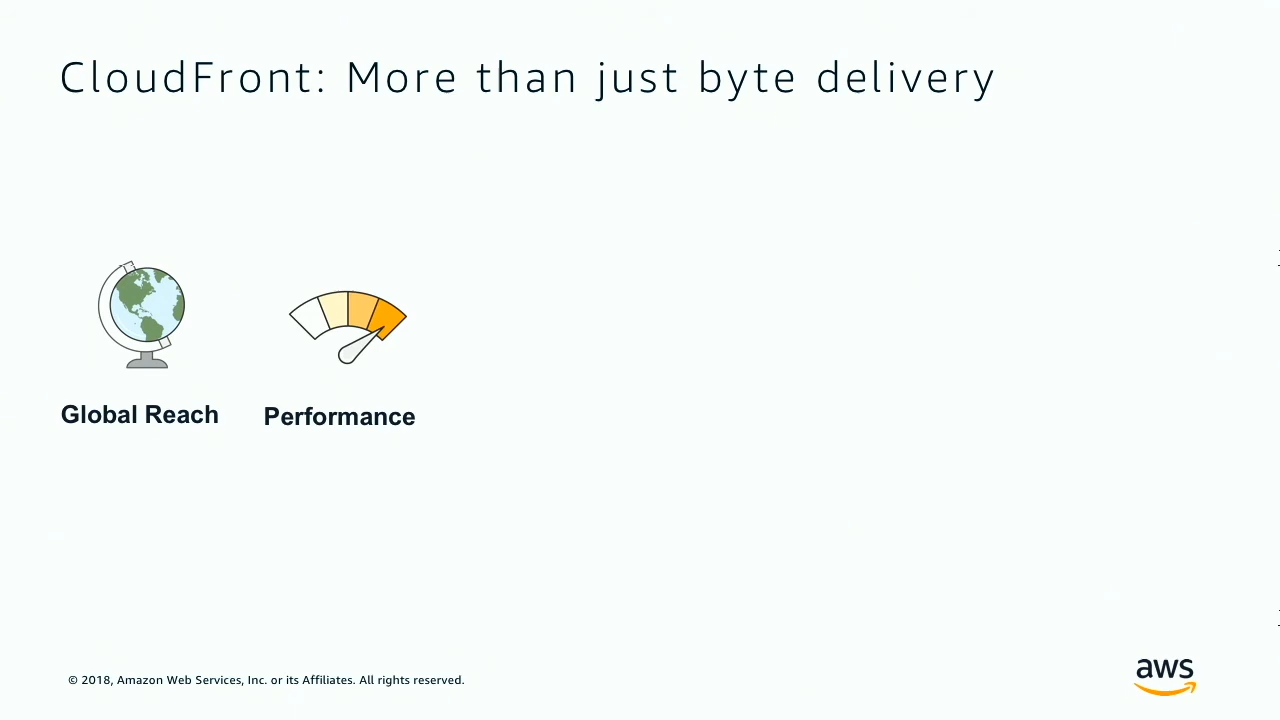 CloudFront: More than just byte delivery
Global Reach
Performance
© 2018, Amazon Web Services, Inc. or its Affiliates. All rights reserved.
aws